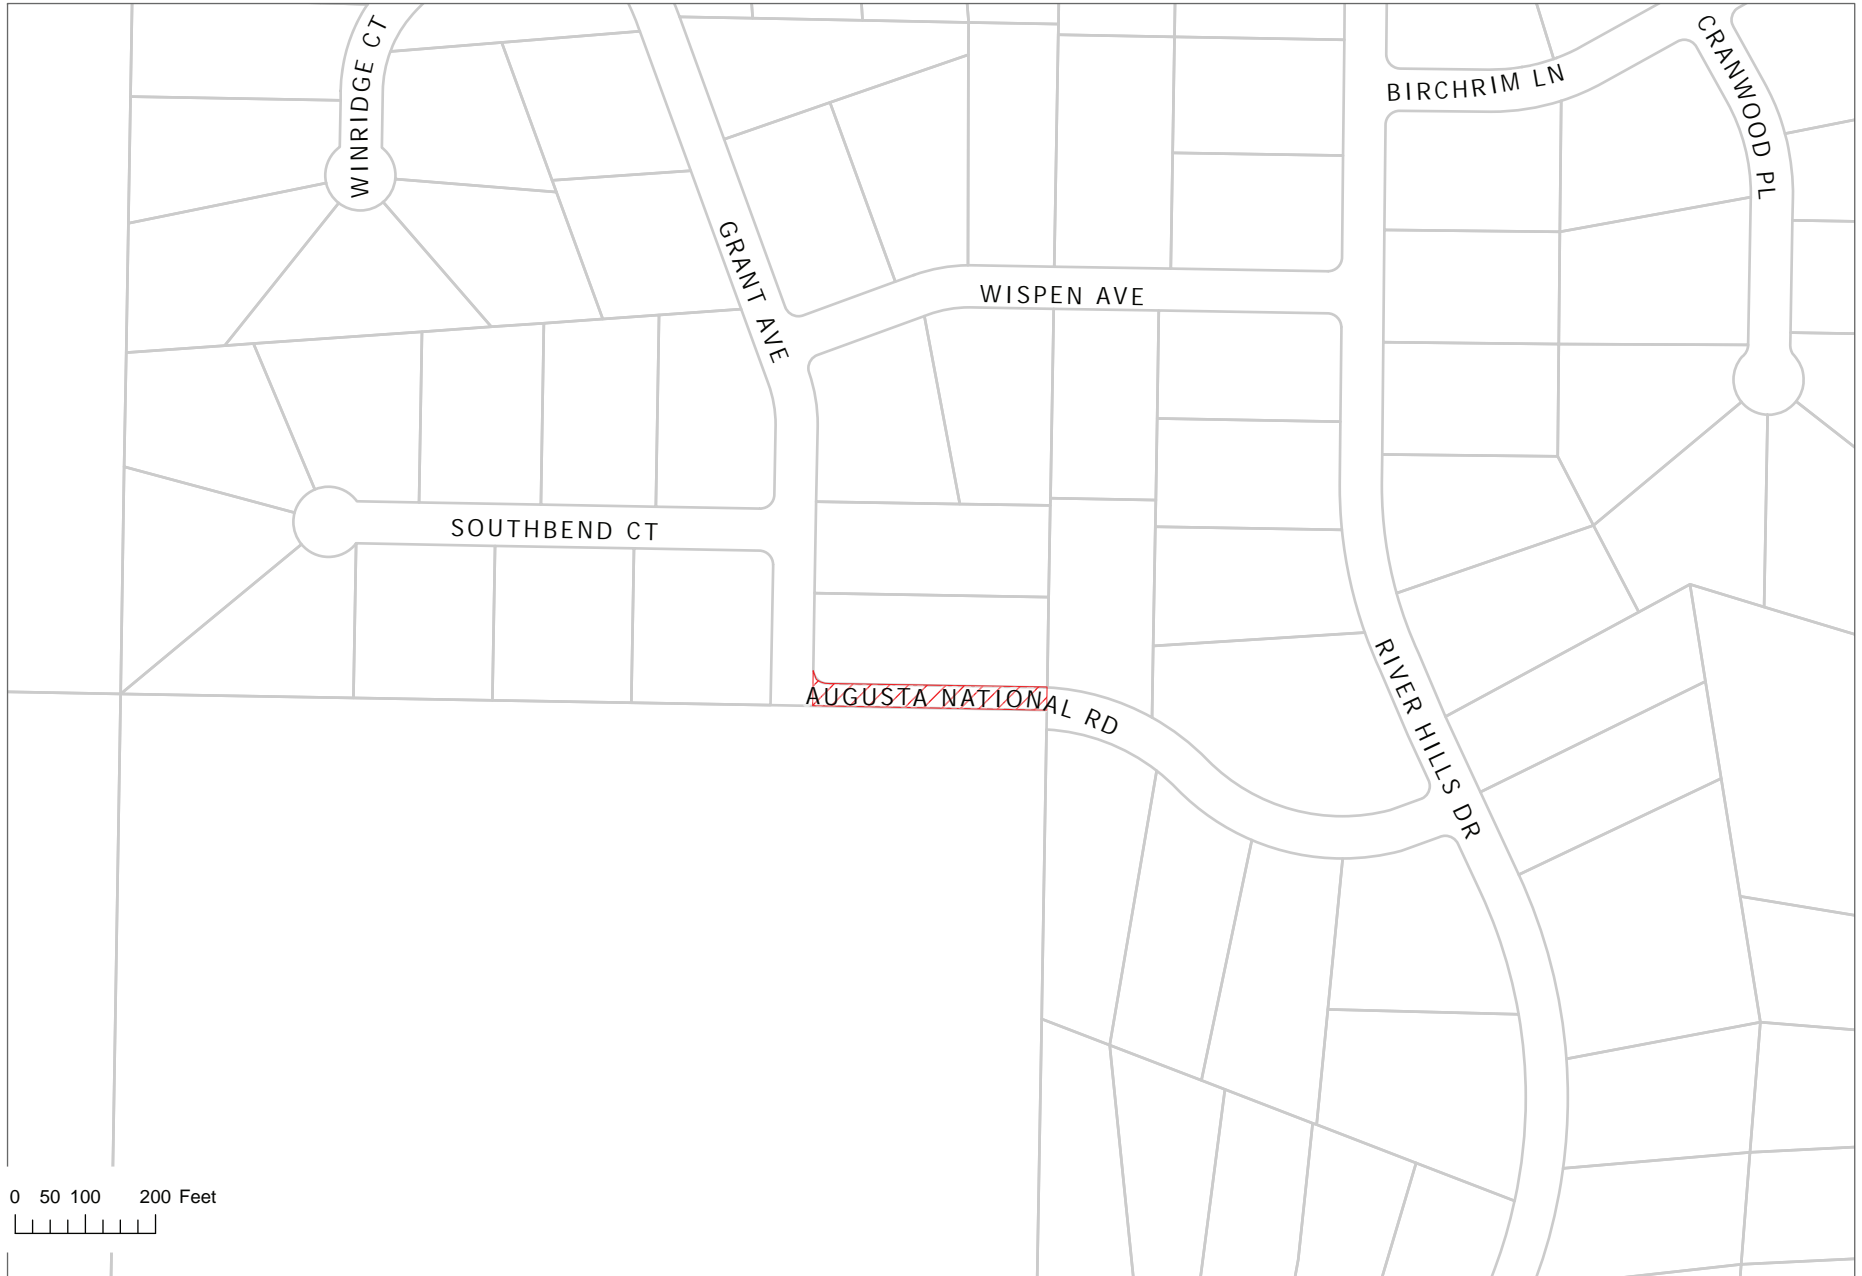 WINRIDGE CT
CRANWOOD PL
BIRCHRIM LN
GRANT AVE
WISPEN AVE
SOUTHBEND CT
AUGUSTA NATIONAL RD
RIVER HILLS DR
0 50 100 200 Feet